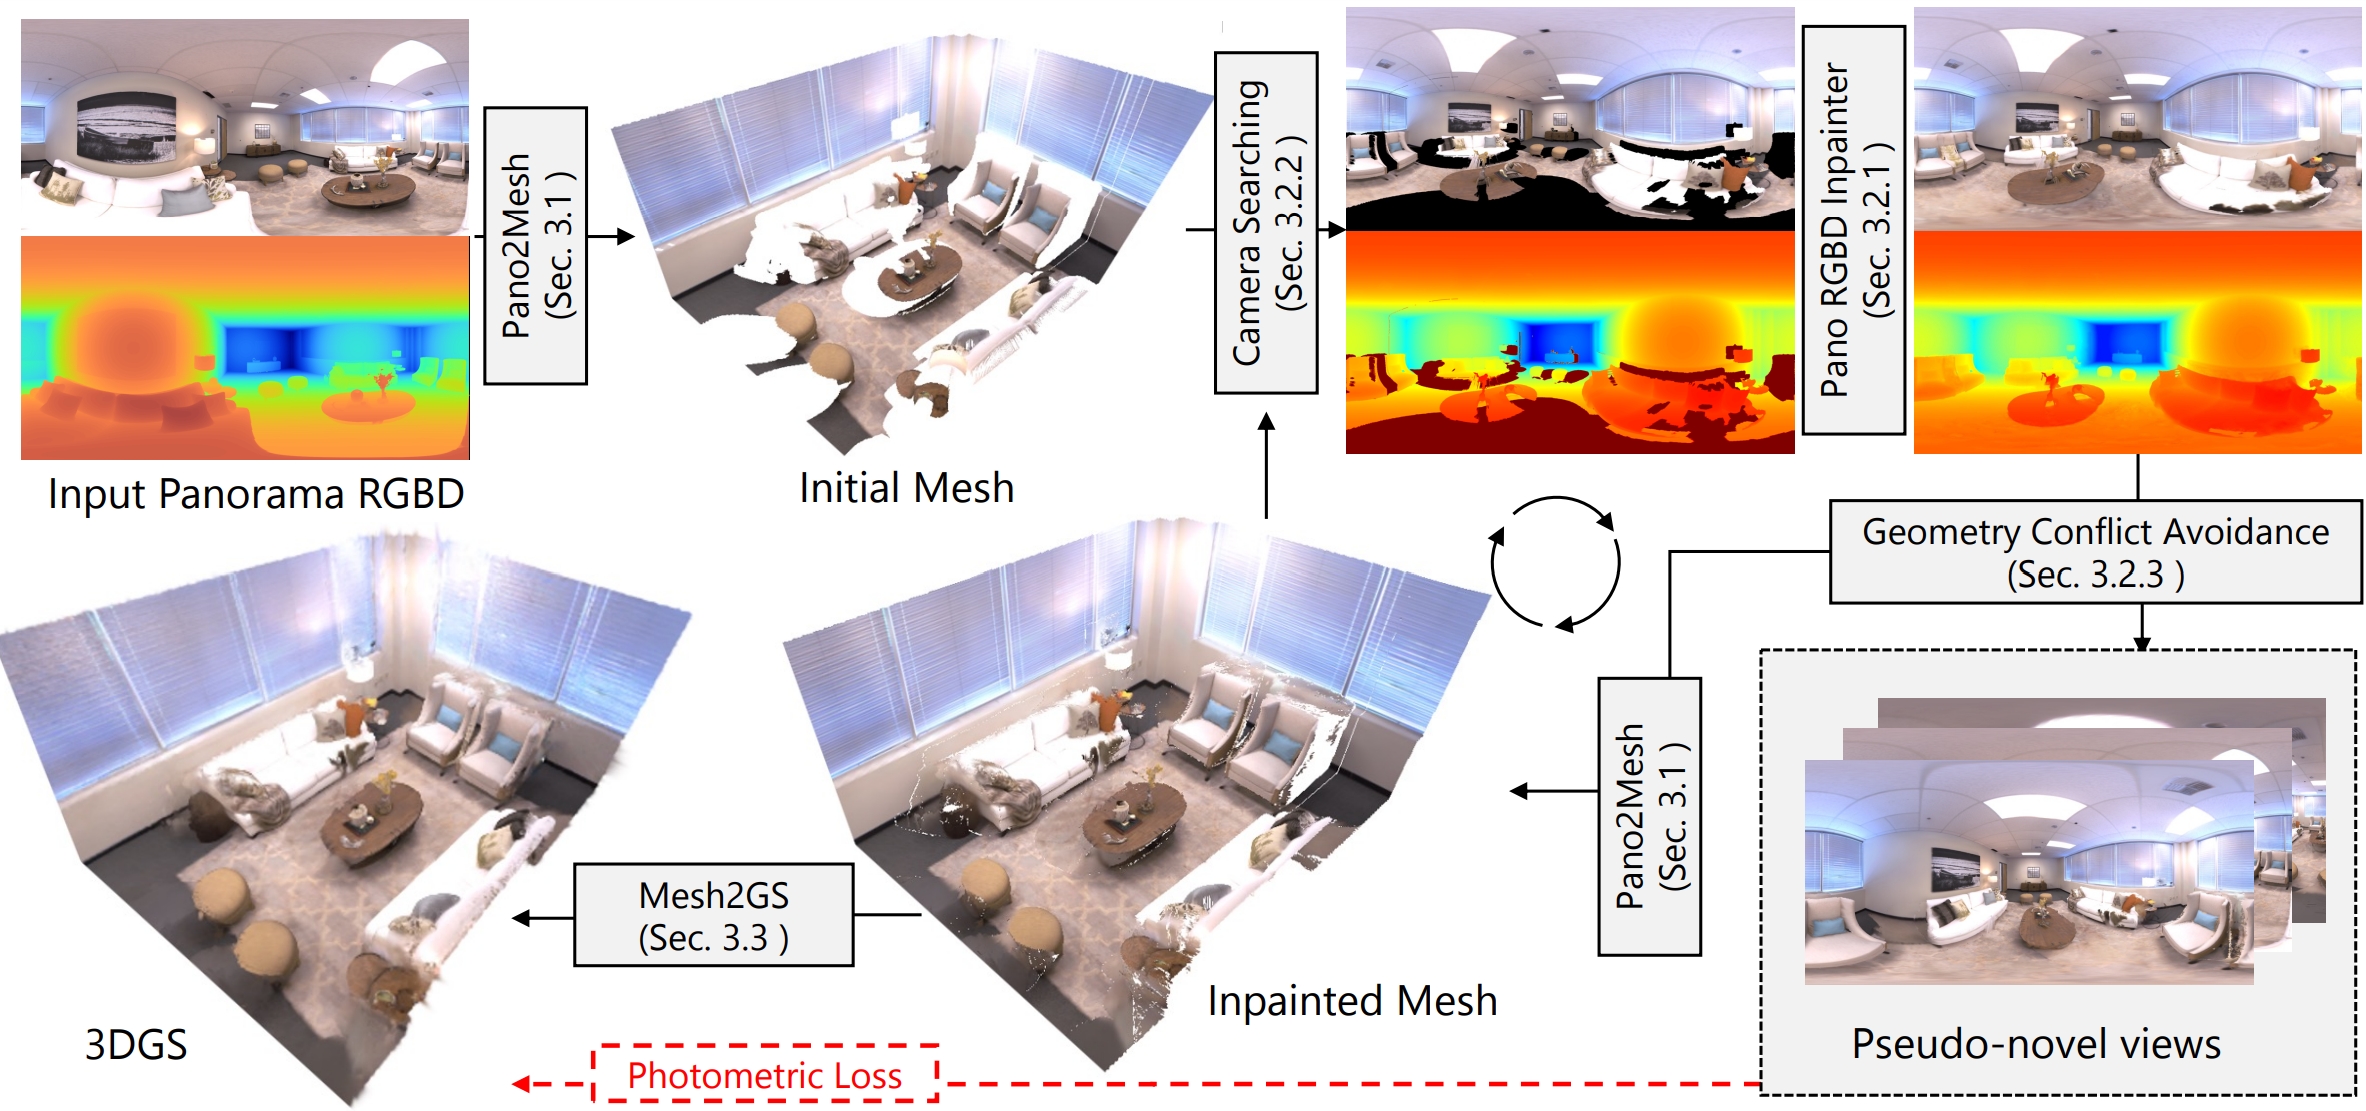 Pano2Mesh
(Sec. 3.1 )
Camera Searching
(Sec. 3.2.2 )
Pano RGBD Inpainter
(Sec. 3.2.1 )
Input Panorama RGBD
Initial Mesh
Geometry Conflict Avoidance
(Sec. 3.2.3 )
Pano2Mesh
(Sec. 3.1 )
Mesh2GS
(Sec. 3.3 )
Inpainted Mesh
3DGS
Pseudo-novel views
Photometric Loss